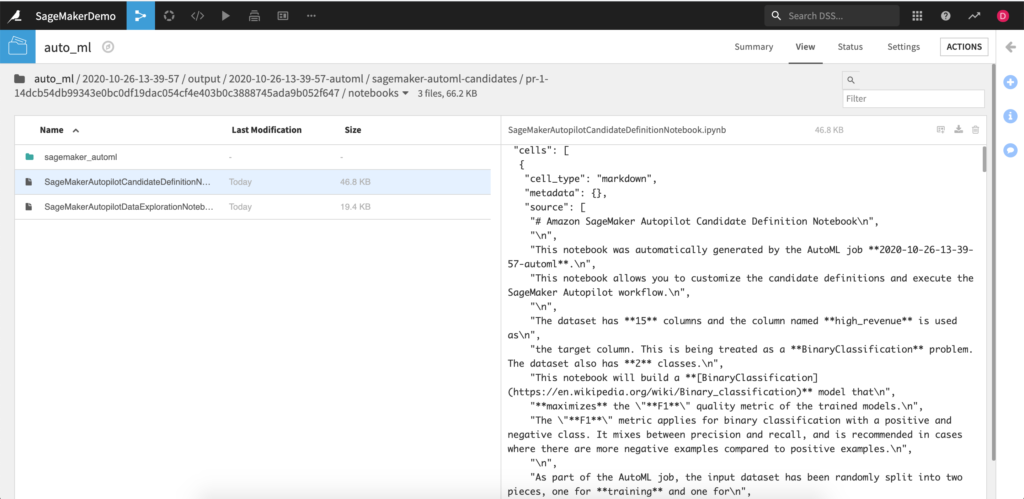 SageMakerDemo
Search DSS...
D
auto_ml
Summary
View
Status
Settings
ACTIONS
auto_ml / 2020-10-26-13-39-57 / output / 2020-10-26-13-39-57-automl / sagemaker-automl-candidates / pr-1-
14dcb54db99343e0bc0df19dac054cf4e403b0c3888745ada9b052f647 / notebooks
3 files, 66.2 KB
Filter
Name
Last Modification
Size
sagemaker_automl
-
-
SageMakerAutopilotCandidateDefinitionN...
Today
46.8 KB
SageMakerAutopilotDataExplorationNoteb...
Today
19.4 KB
SageMakerAutopilotCandidateDefinitionNotebook.ipynb
46.8 KB
"cells": [
{
"cell_type": "markdown",
"metadata": {},
"source": [
"# Amazon SageMaker Autopilot Candidate Definition Notebook\n",
"\n",
"This notebook was automatically generated by the AutoML job **2020-10-26-13-39-
57-automl**.\n",
"This notebook allows you to customize the candidate definitions and execute the
SageMaker Autopilot workflow.\n",
"\n",
"The dataset has **15** columns and the column named **high_revenue** is used
as\n",
"the target column. This is being treated as a **BinaryClassification** problem.
The dataset also has **2** classes.\n",
"This notebook will build a **[BinaryClassification]
(https://en.wikipedia.org/wiki/Binary_classification)** model that\n",
"**maximizes** the \"**F1**\" quality metric of the trained models.\n",
"The \"**F1**\" metric applies for binary classification with a positive and
negative class. It mixes between precision and recall, and is recommended in cases
where there are more negative examples compared to positive examples.\n",
"\n",
"As part of the AutoML job, the input dataset has been randomly split into two
pieces, one for **training** and one for\n",